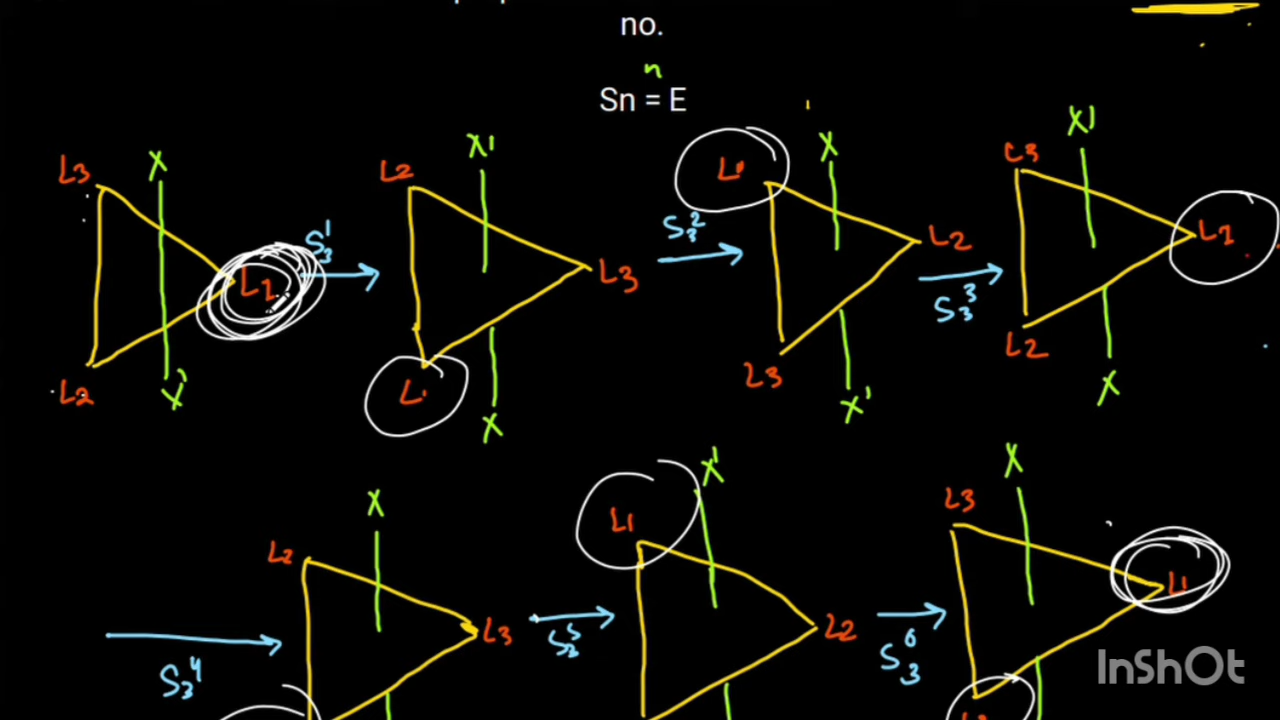 no.
n
Sn = E
L3 X L1 L2 X'
S3^1
X' L2 L3 L1 X
S3^2
X L1 L2 L3 X'
S3^3
X' L3 L1 L2 X
S3^4
X L2 L3
S3^5
X' L1 L2
S3^6
X L3 L1
InShOt